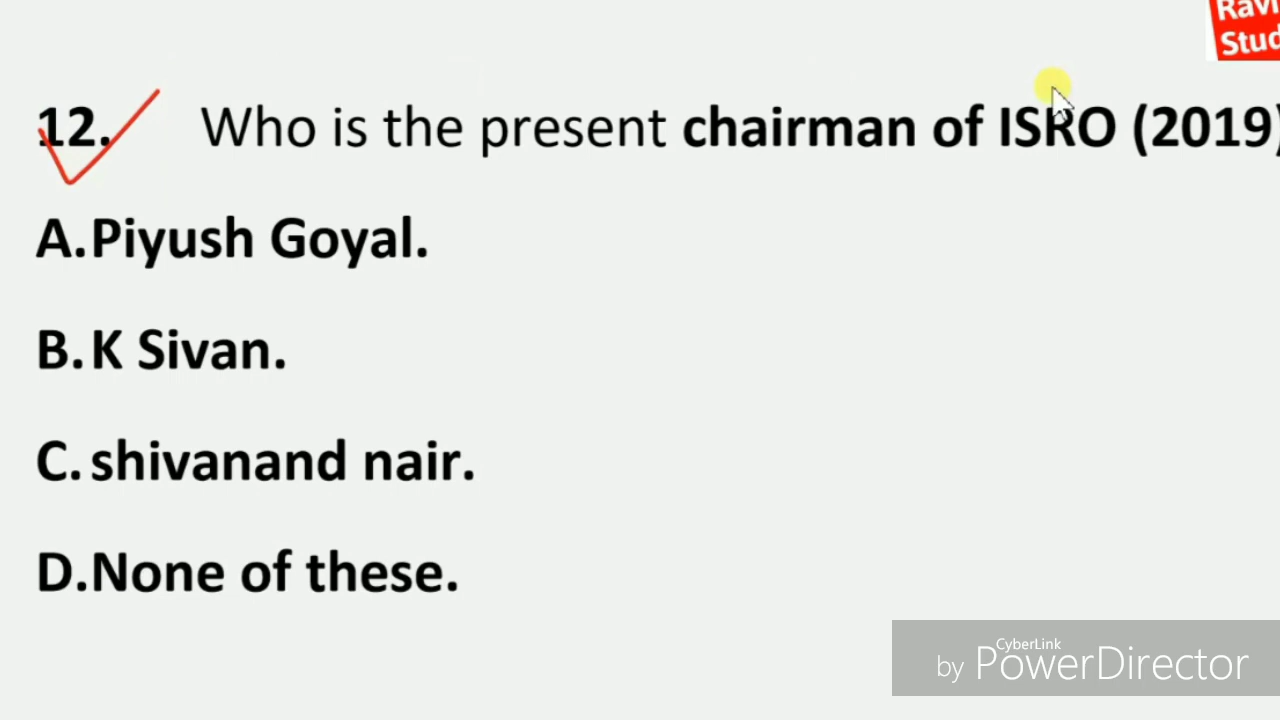 Ravi
Stud
12. Who is the present chairman of ISRO (2019)
A.Piyush Goyal.
B.K Sivan.
C.shivanand nair.
D.None of these.
CyberLink
by PowerDirector